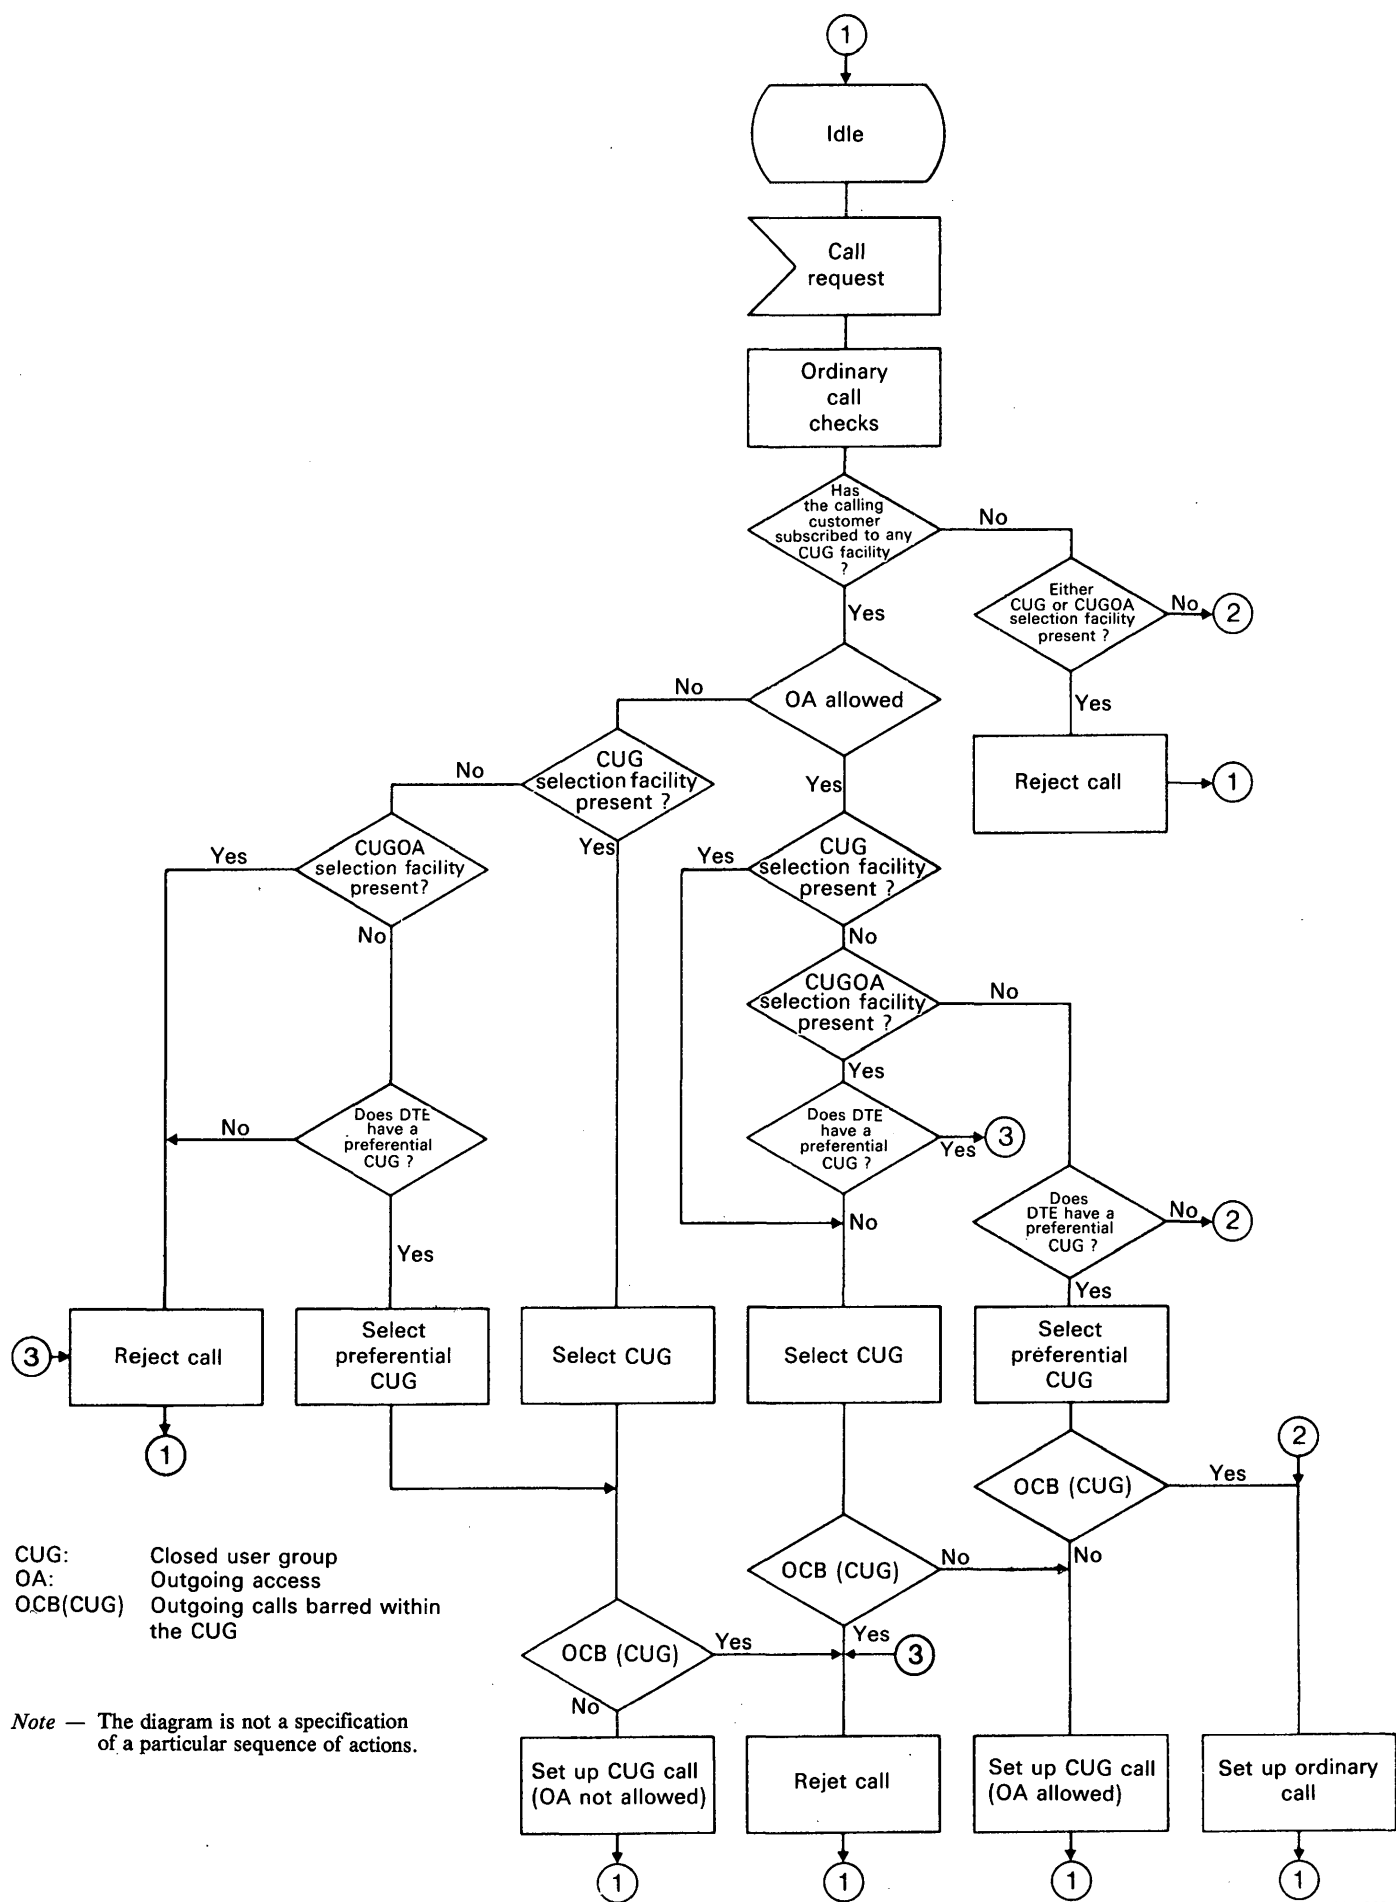 1
Idle
Call
request
Ordinary
call
checks
Has
the calling
customer
subscribed to any
CUG facility
?
No
Yes
Either
CUG or CUGOA
selection facility
present ?
No
2
Yes
Reject call
1
OA allowed
No
Yes
CUG
selection facility
present ?
No
Yes
CUGOA
selection facility
present?
Yes
No
CUG
selection facility
present ?
Yes
No
CUGOA
selection facility
present ?
No
Yes
Does DTE
have a
preferential
CUG ?
No
Yes
Does DTE
have a
preferential
CUG ?
Yes
3
No
Does
DTE have a
preferential
CUG ?
No
2
Yes
3
Reject call
1
Select
preferential
CUG
Select CUG
Select CUG
Select
preferential
CUG
2
OCB (CUG)
Yes
No
OCB (CUG)
No
Yes
3
OCB (CUG)
Yes
No
CUG: Closed user group
OA: Outgoing access
OCB(CUG) Outgoing calls barred within
the CUG
Note — The diagram is not a specification
of a particular sequence of actions.
Set up CUG call
(OA not allowed)
1
Rejet call
1
Set up CUG call
(OA allowed)
1
Set up ordinary
call
1